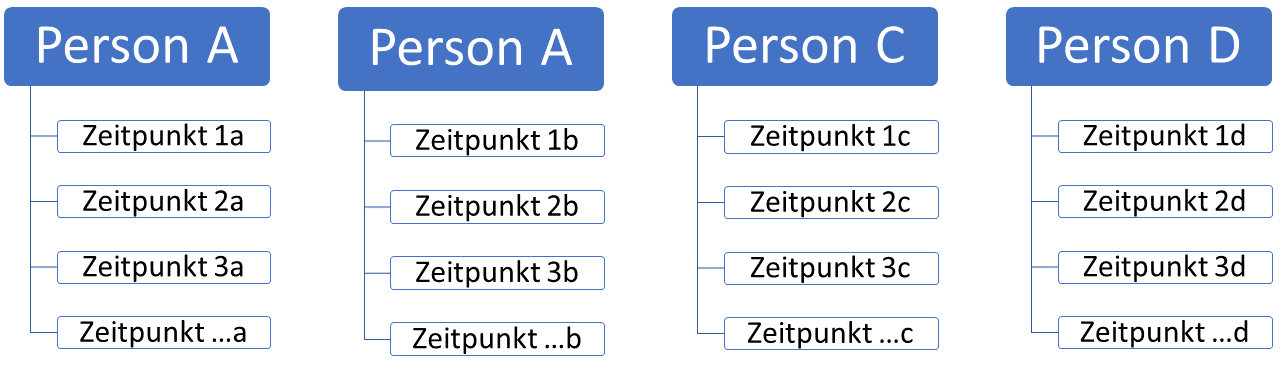 Person A
Zeitpunkt 1a
Zeitpunkt 2a
Zeitpunkt 3a
Zeitpunkt ...a
Person A
Zeitpunkt 1b
Zeitpunkt 2b
Zeitpunkt 3b
Zeitpunkt ...b
Person C
Zeitpunkt 1c
Zeitpunkt 2c
Zeitpunkt 3c
Zeitpunkt ...c
Person D
Zeitpunkt 1d
Zeitpunkt 2d
Zeitpunkt 3d
Zeitpunkt ...d